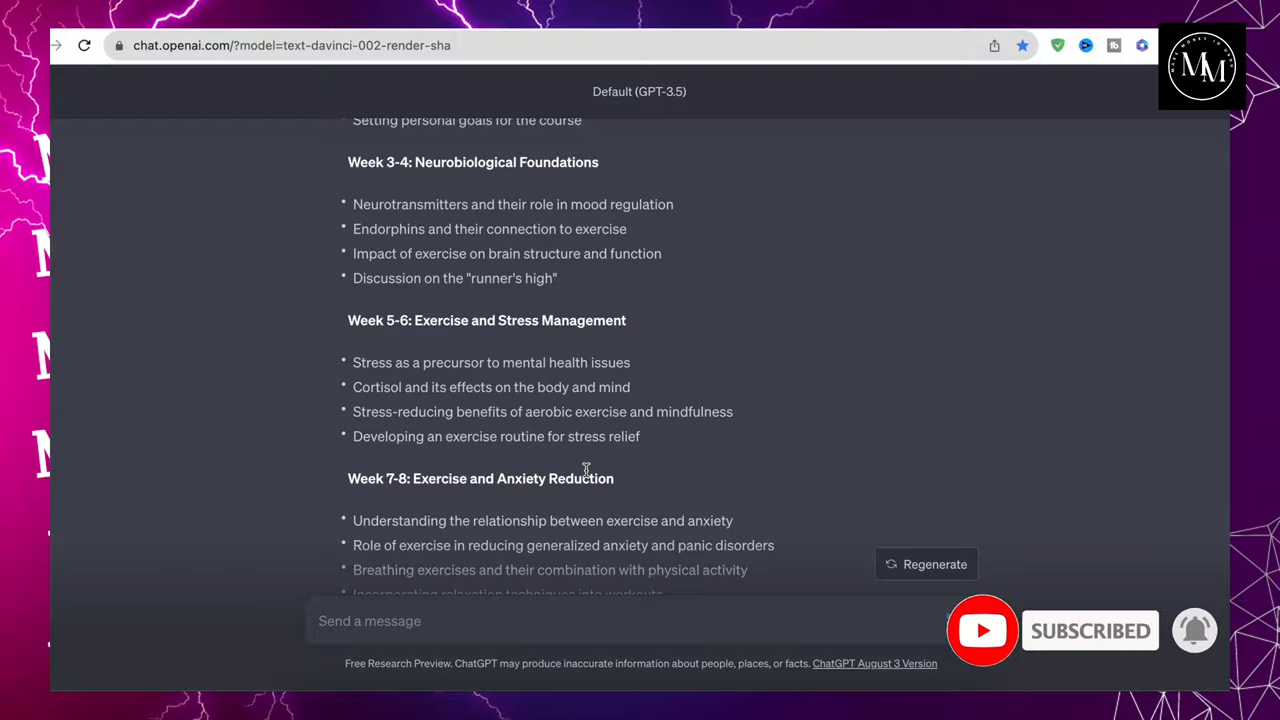 chat.openai.com/?model=text-davinci-002-render-sha
MM
Default (GPT-3.5)
Setting personal goals for the course
Week 3-4: Neurobiological Foundations
• Neurotransmitters and their role in mood regulation
• Endorphins and their connection to exercise
• Impact of exercise on brain structure and function
• Discussion on the "runner's high"
Week 5-6: Exercise and Stress Management
• Stress as a precursor to mental health issues
• Cortisol and its effects on the body and mind
• Stress-reducing benefits of aerobic exercise and mindfulness
• Developing an exercise routine for stress relief
Week 7-8: Exercise and Anxiety Reduction
• Understanding the relationship between exercise and anxiety
• Role of exercise in reducing generalized anxiety and panic disorders
• Breathing exercises and their combination with physical activity
Incorporating relaxation techniques into workouts
Regenerate
Send a message
SUBSCRIBED
Free Research Preview. ChatGPT may produce inaccurate information about people, places, or facts. ChatGPT August 3 Version